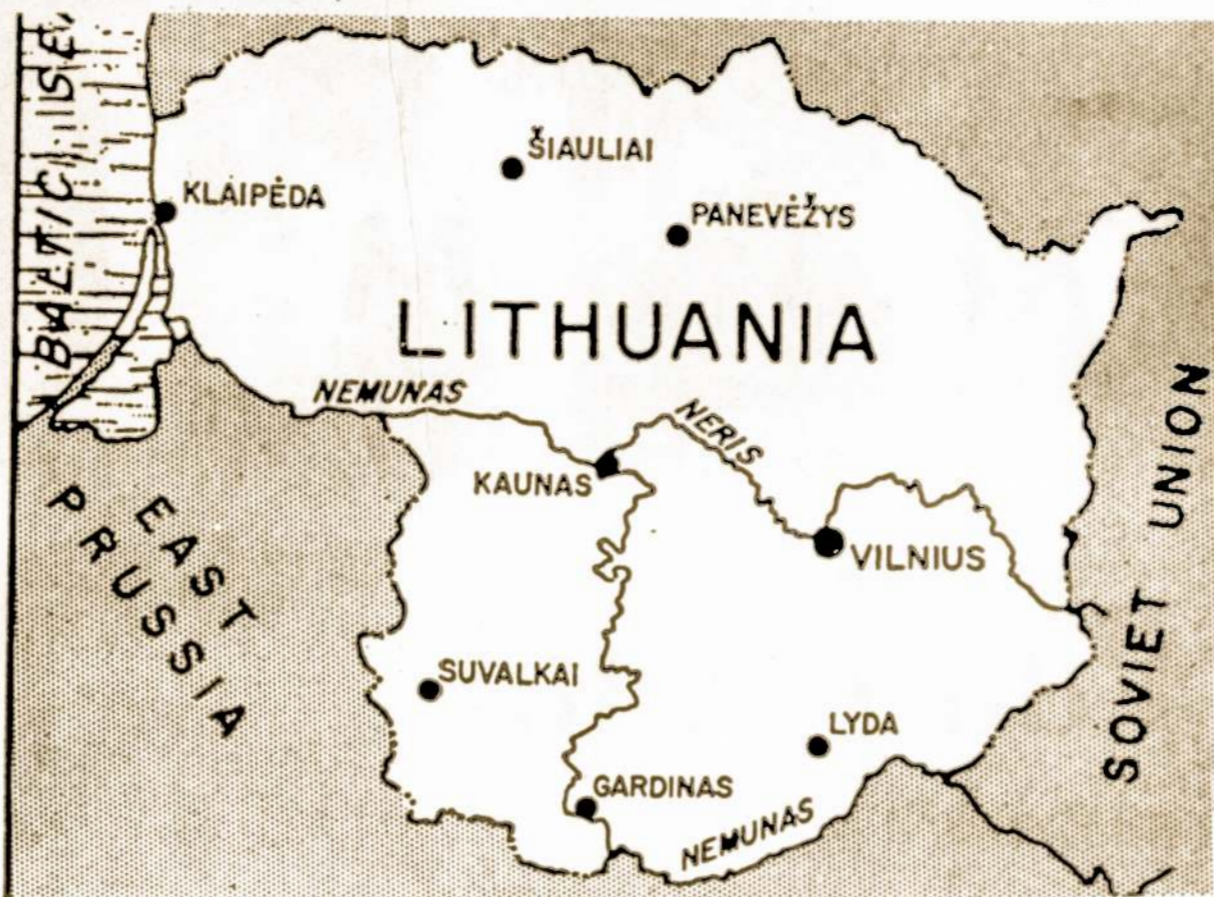 BALTIC SEA
KLAIPĖDA
ŠIAULIAI
PANEVĖŽYS
LITHUANIA
NEMUNAS
NERIS
KAUNAS
VILNIUS
EAST
PRUSSIA
SOVIET UNION
SUVALKAI
LYDA
GARDINAS
NEMUNAS